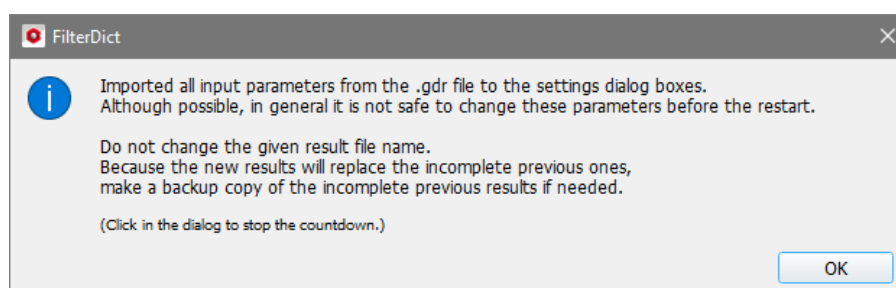 FilterDict
Imported all input parameters from the .gdr file to the settings dialog boxes.
Although possible, in general it is not safe to change these parameters before the restart.
Do not change the given result file name.
Because the new results will replace the incomplete previous ones,
make a backup copy of the incomplete previous results if needed.
(Click in the dialog to stop the countdown.)
OK